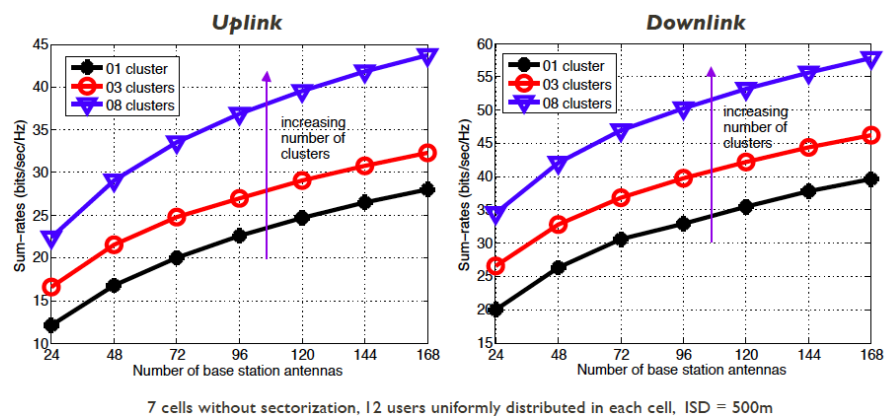 Uplink
Sum-rates (bits/sec/Hz)
45
40
35
30
25
20
15
10
01 cluster
03 clusters
08 clusters
increasing
number of
clusters
24 48 72 96 120 144 168
Number of base station antennas
Downlink
Sum-rates (bits/sec/Hz)
60
55
50
45
40
35
30
25
20
15
01 cluster
03 clusters
08 clusters
increasing
number of
clusters
24 48 72 96 120 144 168
Number of base station antennas
7 cells without sectorization, 12 users uniformly distributed in each cell, ISD = 500m